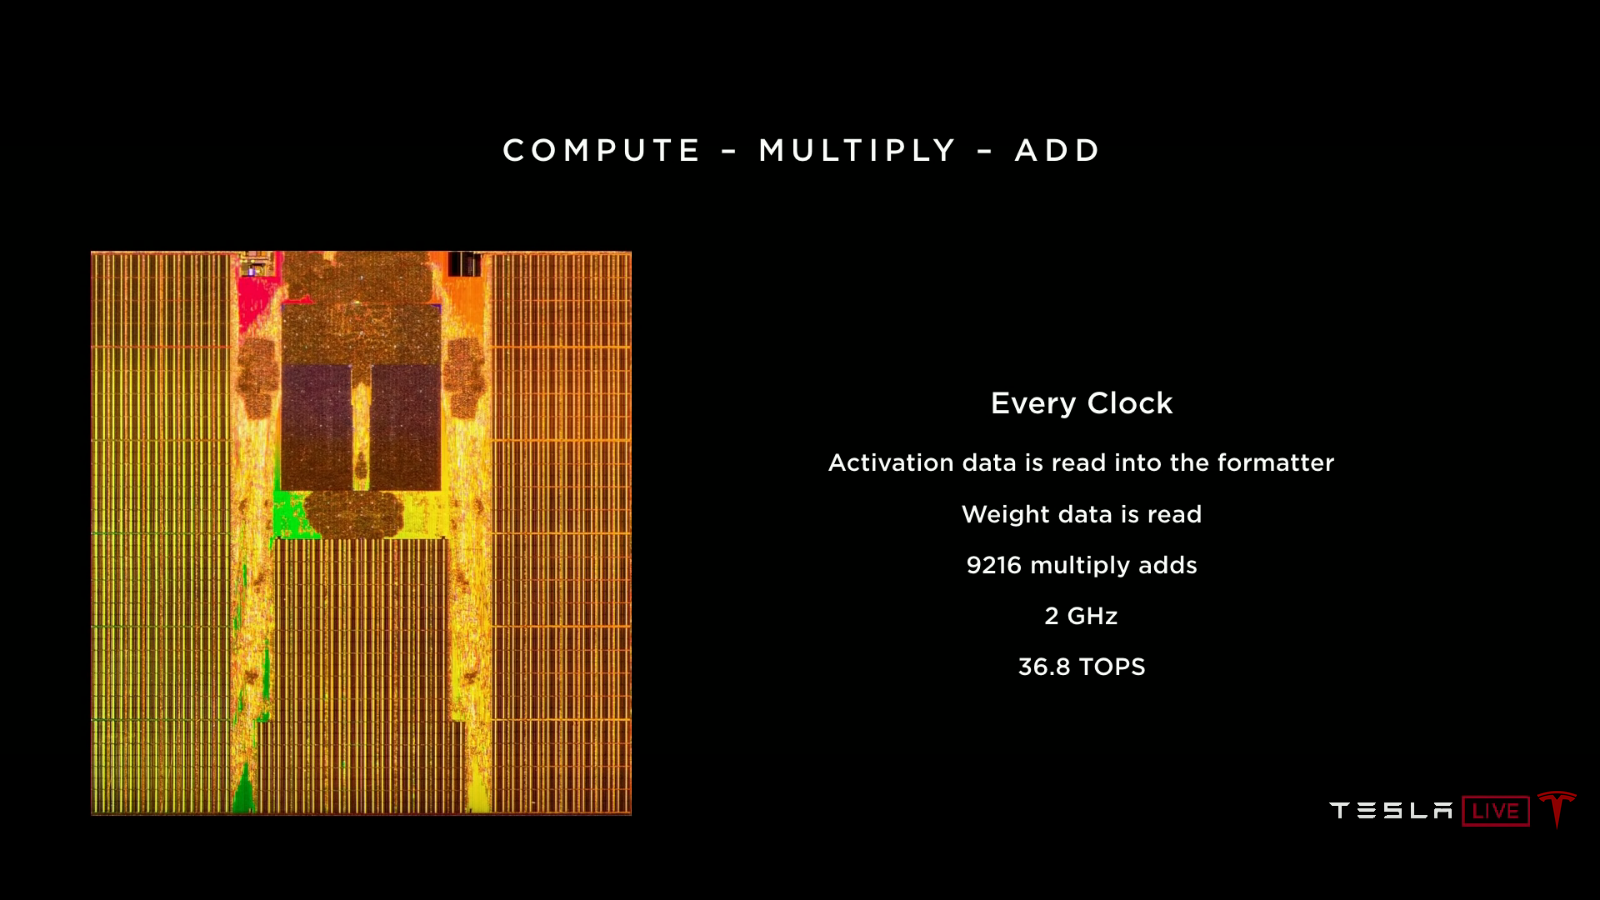 COMPUTE – MULTIPLY – ADD
Every Clock
Activation data is read into the formatter
Weight data is read
9216 multiply adds
2 GHz
36.8 TOPS
TESLA LIVE